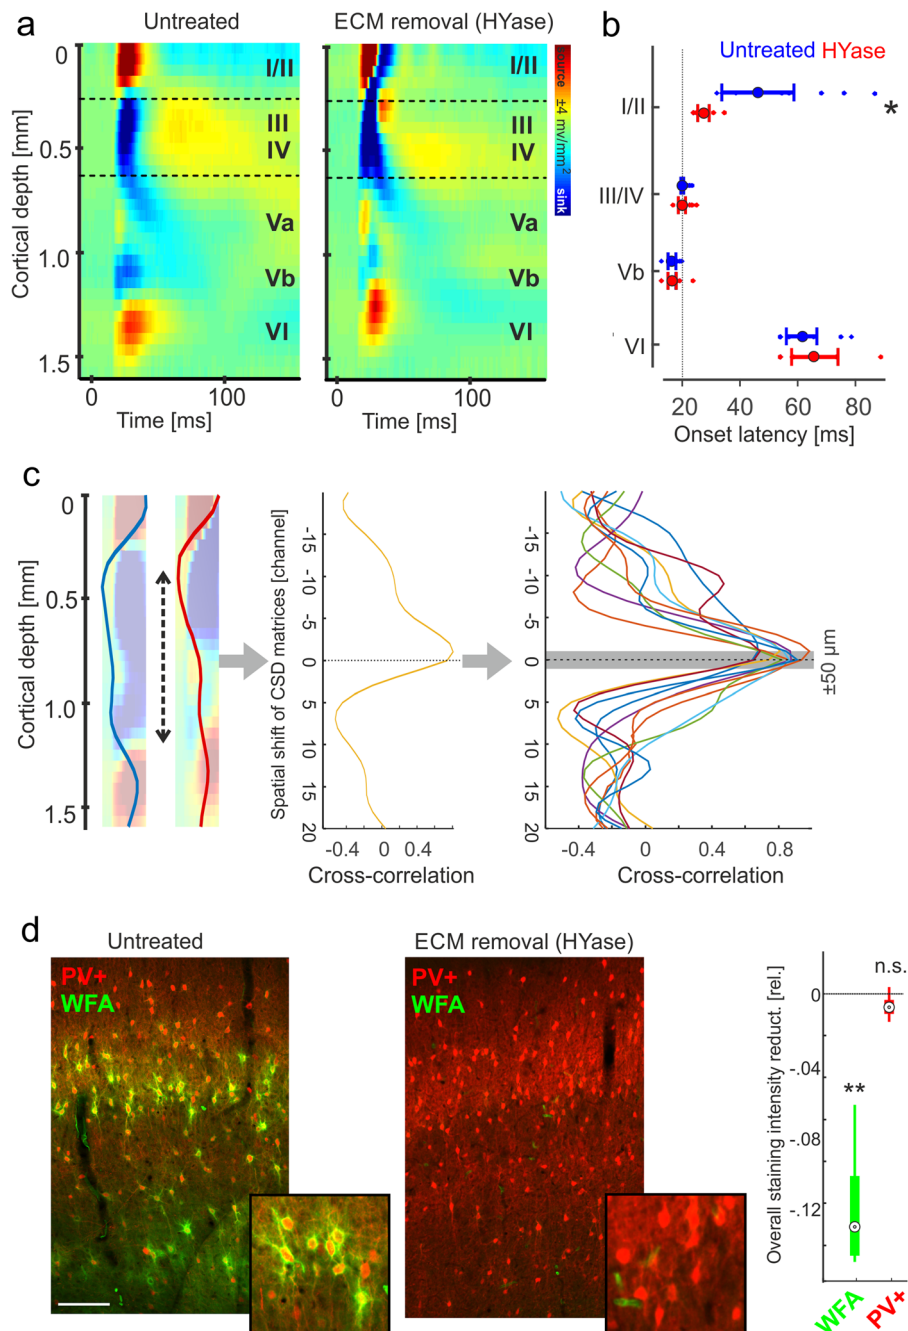 a
Untreated
ECM removal (HYase)
0
0.5
1.0
1.5
Cortical depth [mm]
I/II
III
IV
Va
Vb
VI
0
100
Time [ms]
I/II
III
IV
Va
Vb
VI
0
100
Time [ms]
source ±4 mv/mm2 sink
b
Untreated HYase
I/II
*
III/IV
Vb
VI
20 40 60 80
Onset latency [ms]
c
0
0.5
1.0
1.5
Cortical depth [mm]
Spatial shift of CSD matrices [channel]
-15
-10
-5
0
5
10
15
20
-0.4 0 0.4
Cross-correlation
-15
-10
-5
0
5
10
15
20
-0.4 0 0.4 0.8
Cross-correlation
±50 µm
d
Untreated
PV+
WFA
ECM removal (HYase)
PV+
WFA
Overall staining intensity reduct. [rel.]
0
-.04
-.08
-.12
n.s.
**
WFA
PV+